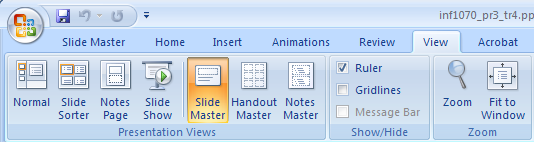 inf1070_pr3_tr4.pp
Slide Master Home Insert Animations Review View Acrobat
Normal
Slide
Sorter
Notes
Page
Slide
Show
Slide
Master
Handout
Master
Notes
Master
Presentation Views
Ruler
Gridlines
Message Bar
Show/Hide
Zoom
Fit to
Window
Zoom